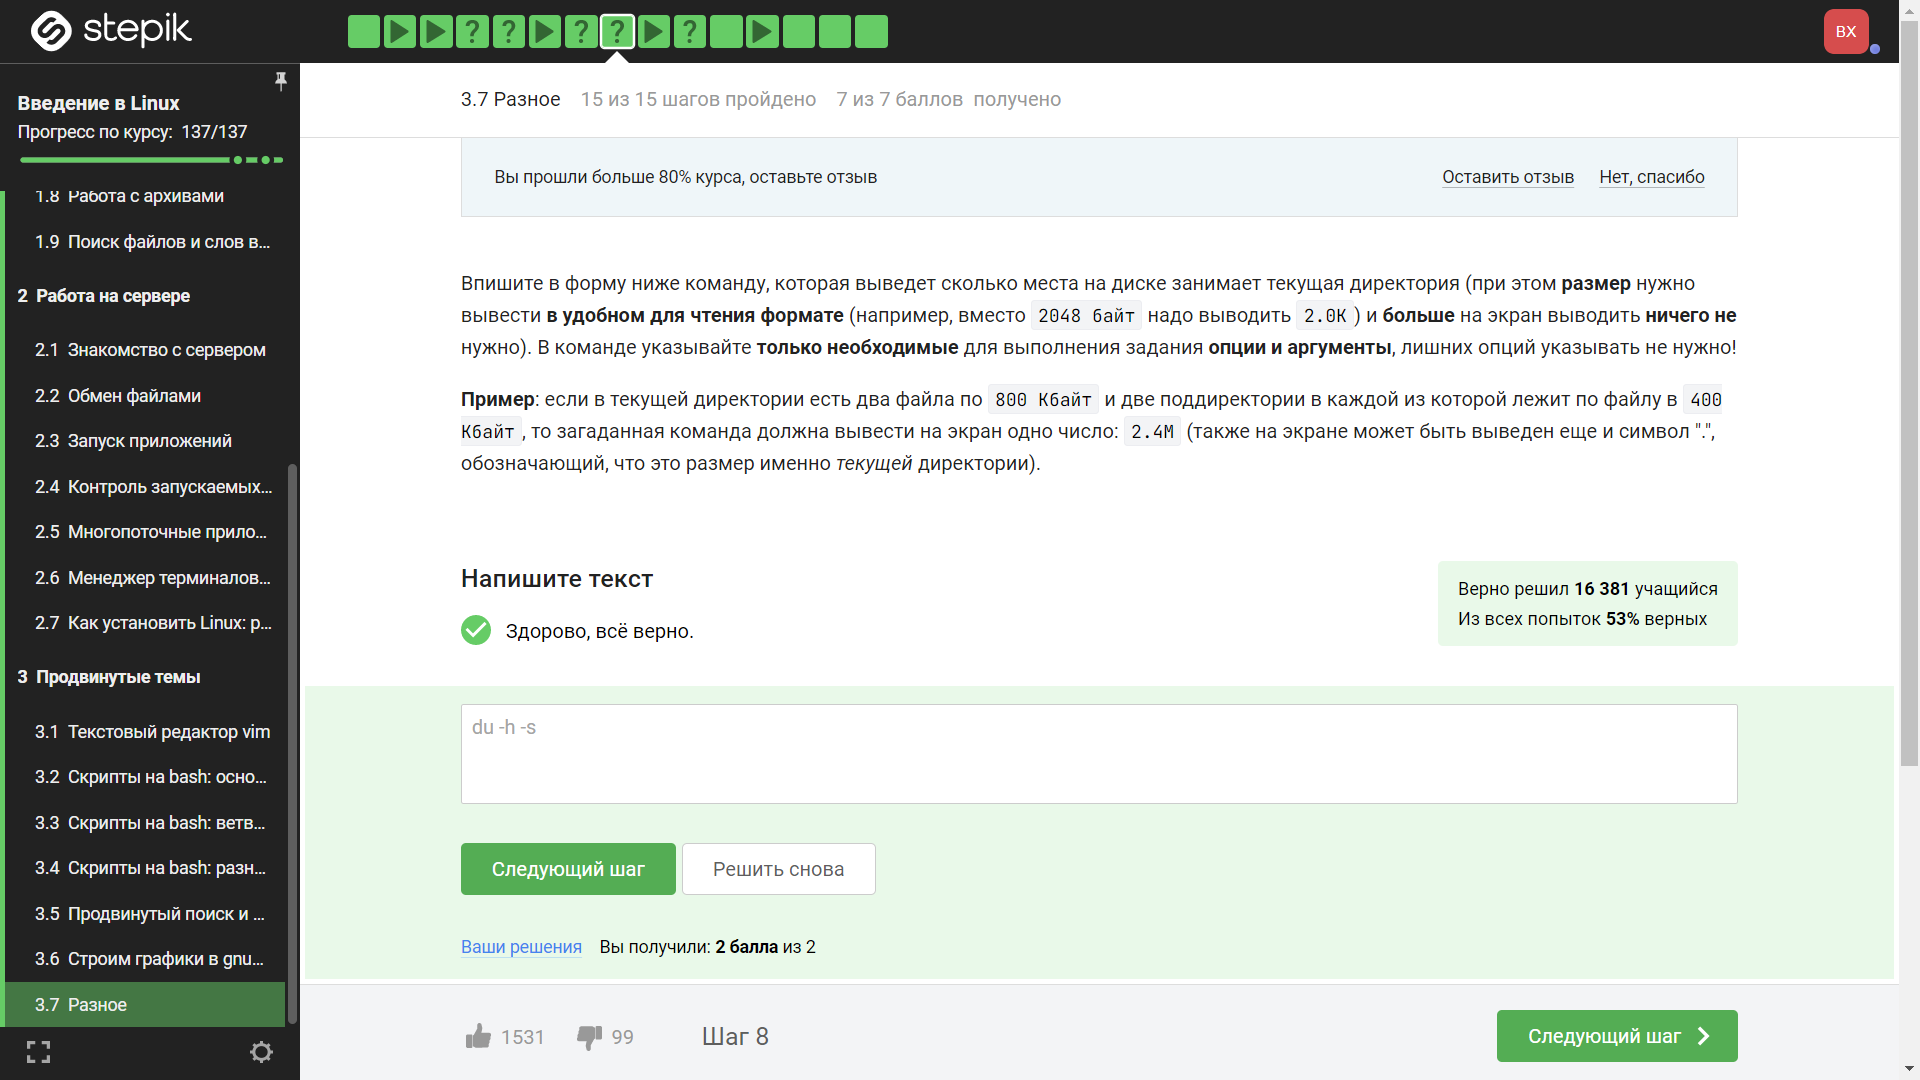 stepik
? ? ? ? ?
BX
Введение в Linux
Прогресс по курсу: 137/137
1.8 Работа с архивами
1.9 Поиск файлов и слов в...
2 Работа на сервере
2.1 Знакомство с сервером
2.2 Обмен файлами
2.3 Запуск приложений
2.4 Контроль запускаемых...
2.5 Многопоточные прило...
2.6 Менеджер терминалов...
2.7 Как установить Linux: р...
3 Продвинутые темы
3.1 Текстовый редактор vim
3.2 Скрипты на bash: осно...
3.3 Скрипты на bash: ветв...
3.4 Скрипты на bash: разн...
3.5 Продвинутый поиск и ...
3.6 Строим графики в gnu...
3.7 Разное
3.7 Разное 15 из 15 шагов пройдено 7 из 7 баллов получено
Вы прошли больше 80% курса, оставьте отзыв Оставить отзыв Нет, спасибо
Впишите в форму ниже команду, которая выведет сколько места на диске занимает текущая директория (при этом размер нужно
вывести в удобном для чтения формате (например, вместо 2048 байт надо выводить 2.0K) и больше на экран выводить ничего не
нужно). В команде указывайте только необходимые для выполнения задания опции и аргументы, лишних опций указывать не нужно!
Пример: если в текущей директории есть два файла по 800 Кбайт и две поддиректории в каждой из которой лежит по файлу в 400
Кбайт, то загаданная команда должна вывести на экран одно число: 2.4M (также на экране может быть выведен еще и символ ".",
обозначающий, что это размер именно текущей директории).
Напишите текст
Здорово, всё верно.
Верно решил 16 381 учащийся
Из всех попыток 53% верных
du -h -s
Следующий шаг Решить снова
Ваши решения Вы получили: 2 балла из 2
1531 99 Шаг 8 Следующий шаг